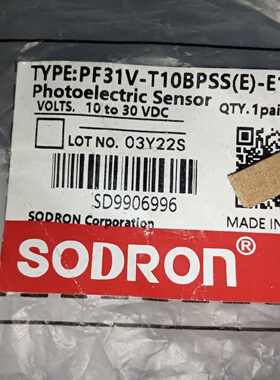 TYPE:PF31V-T10BPSS(E)-E
Photoelectric Sensor
VOLTS. 10 to 30 VDC
QTY.1pai
LOT NO. 03Y22S
SD9906996
SODRON Corporation
MADE IN
SODRON®